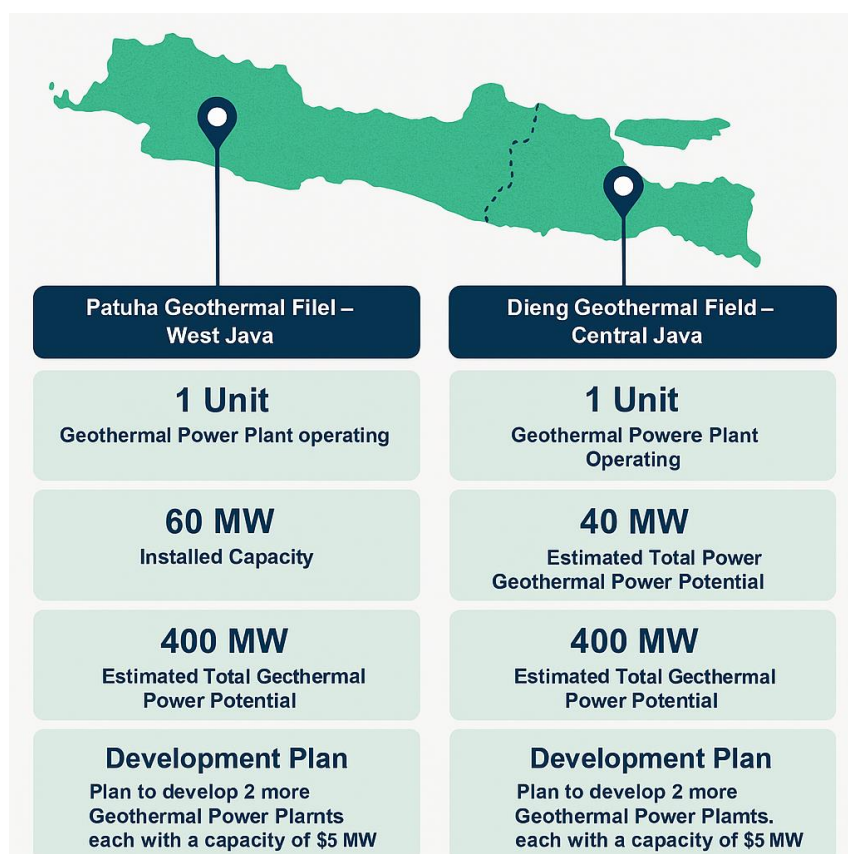 Patuha Geothermal Filel –
West Java
1 Unit
Geothermal Power Plant operating
60 MW
Installed Capacity
400 MW
Estimated Total Gecthermal
Power Potential
Development Plan
Plan to develop 2 more
Geothermal Power Plarnts
each with a capacity of $5 MW
Dieng Geothermal Field –
Central Java
1 Unit
Geothermal Powere Plant
Operating
40 MW
Estimated Total Power
Geothermal Power Potential
400 MW
Estimated Total Gecthermal
Power Potential
Development Plan
Plan to develop 2 more
Geothermal Power Plamts.
each with a capacity of $5 MW